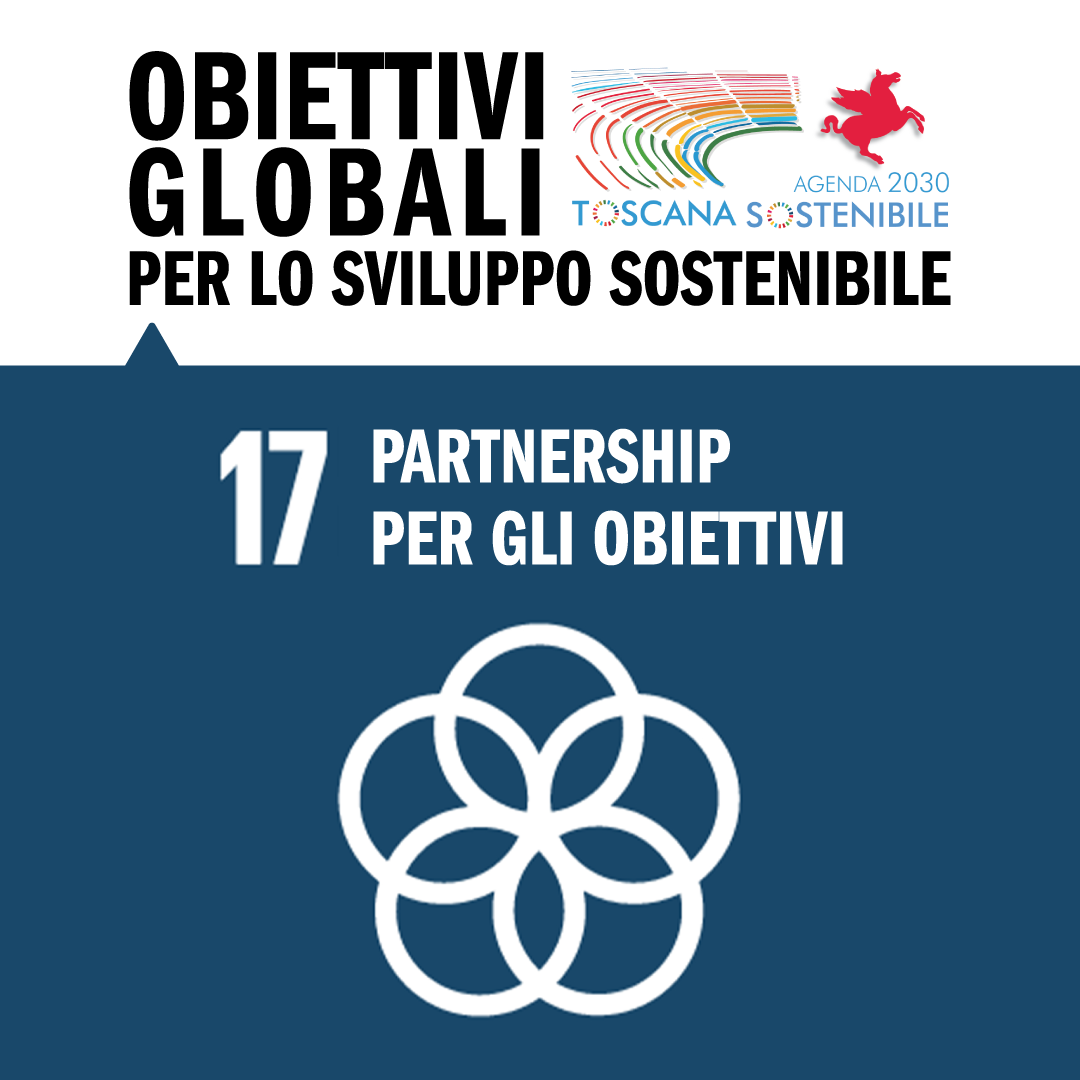 OBIETTIVI
GLOBALI
AGENDA 2030
TOSCANA SOSTENIBILE
PER LO SVILUPPO SOSTENIBILE
17 PARTNERSHIP
PER GLI OBIETTIVI